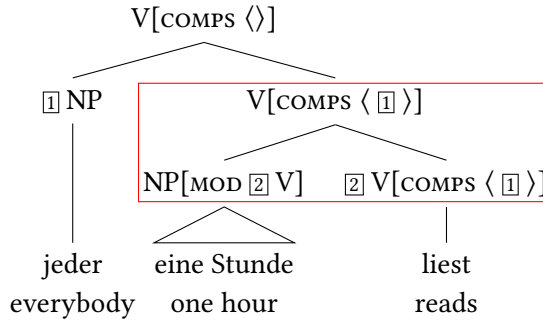 V[COMPS ⟨⟩]
[1] NP V[COMPS ⟨ [1] ⟩]
NP[MOD [2] V] [2] V[COMPS ⟨ [1] ⟩]
jeder eine Stunde liest
everybody one hour reads